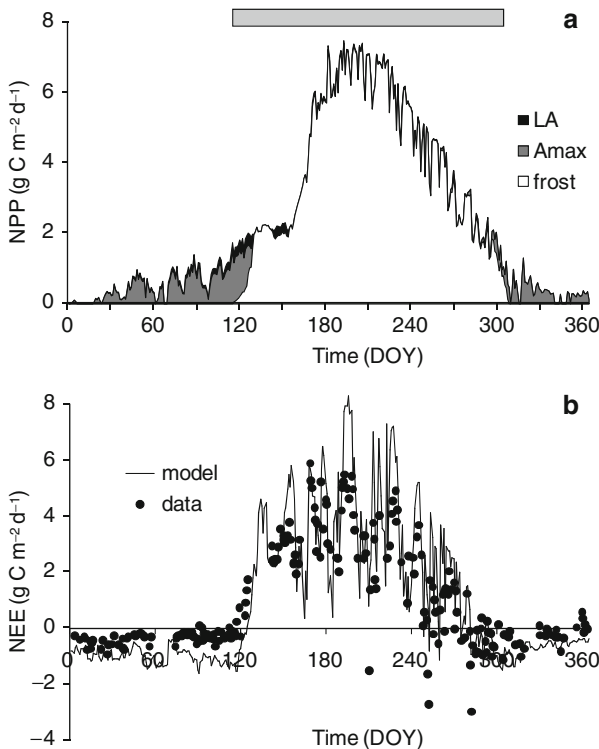 a
8
6
4
2
0
NPP (g C m⁻² d⁻¹)
LA
Amax
frost
0 60 120 180 240 300 360
Time (DOY)
b
8
6
4
2
0
−2
−4
NEE (g C m⁻² d⁻¹)
model
data
0 60 120 180 240 300 360
Time (DOY)